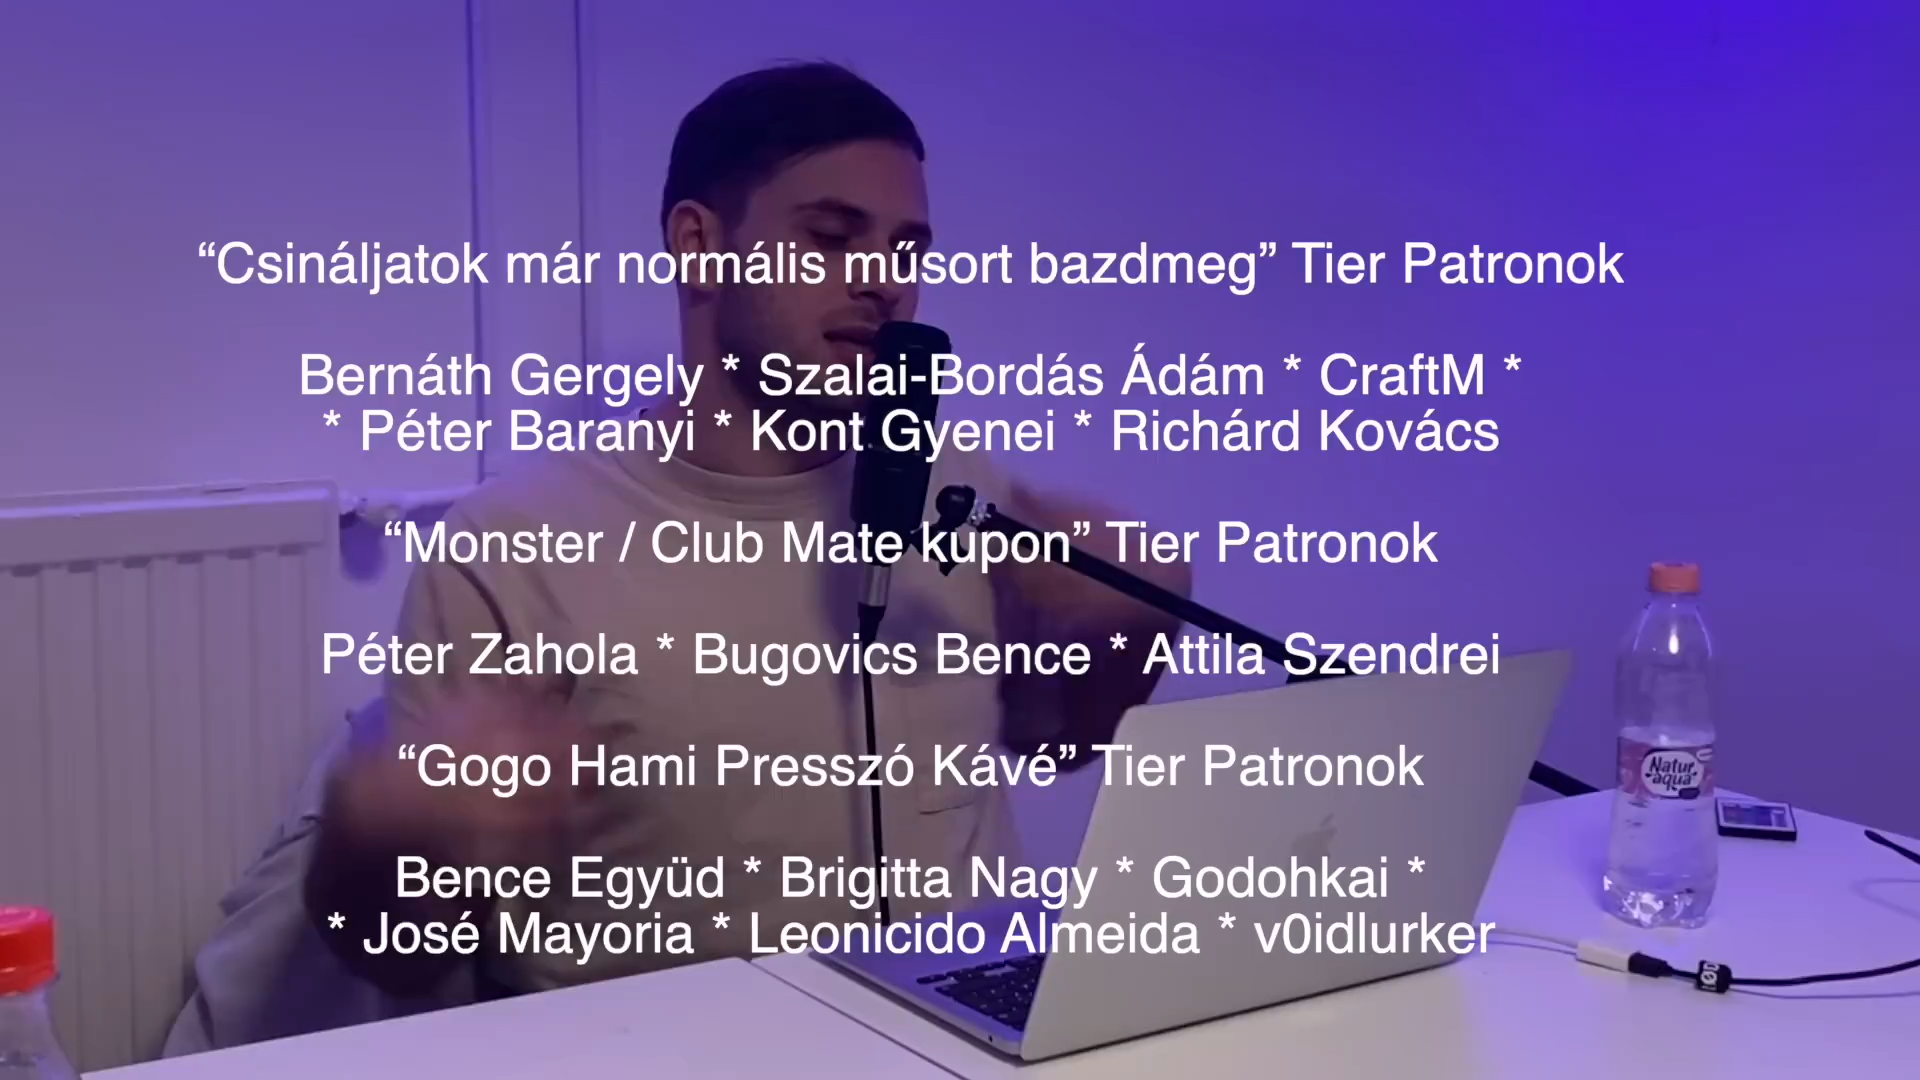 “Csináljatok már normális műsort bazdmeg” Tier Patronok
Bernáth Gergely * Szalai-Bordás Ádám * CraftM *
* Péter Baranyi * Kont Gyenei * Richárd Kovács
“Monster / Club Mate kupon” Tier Patronok
Péter Zahola * Bugovics Bence * Attila Szendrei
“Gogo Hami Presszó Kávé” Tier Patronok
Natur
aqua
Bence Együd * Brigitta Nagy * Godohkai *
* José Mayoria * Leonicido Almeida * v0idlurker